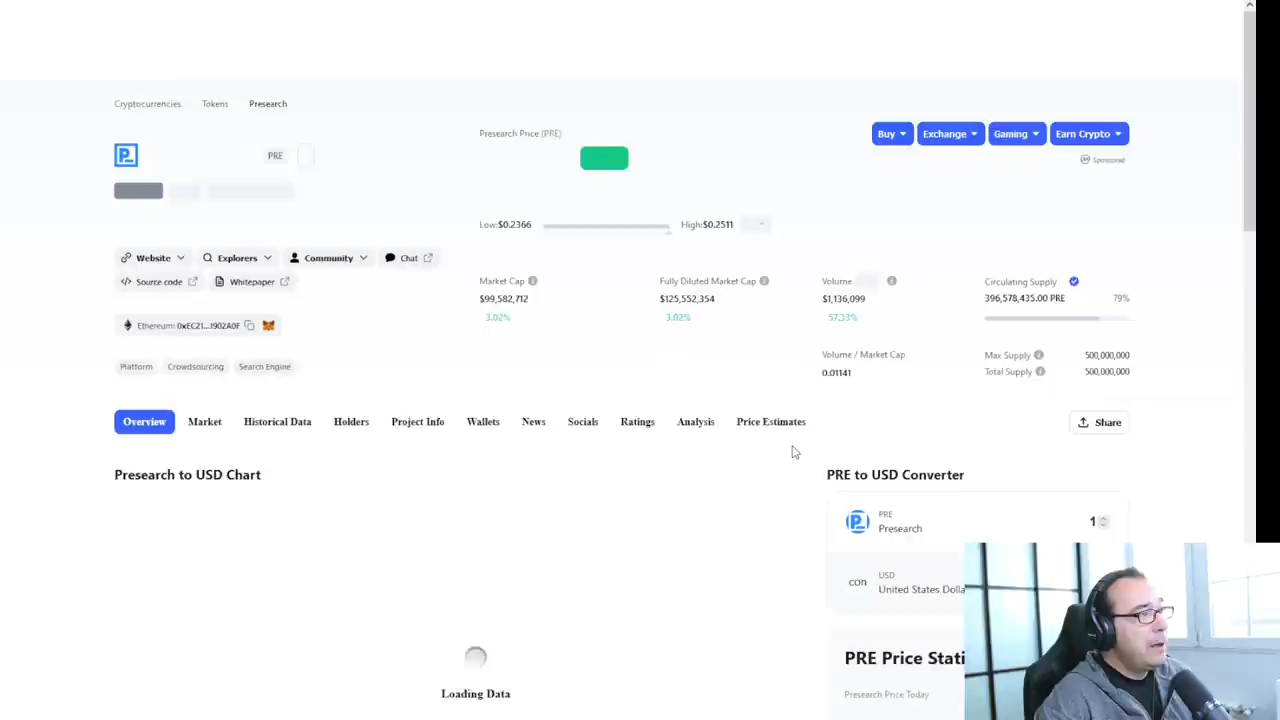 Cryptocurrencies Tokens Presearch
Presearch Price (PRE)
Buy Exchange Gaming Earn Crypto
PRE
Sponsored
Low:$0.2366 High:$0.2511
Website Explorers Community Chat
Source code Whitepaper
Market Cap Fully Diluted Market Cap Volume Circulating Supply
$99,582,712 $125,552,354 $1,136,099 396,578,435.00 PRE 79%
3.02% 3.02% 57.33%
Ethereum: 0xEC21...1902A0F
Volume / Market Cap Max Supply 500,000,000
0.01141 Total Supply 500,000,000
Platform Crowdsourcing Search Engine
Overview Market Historical Data Holders Project Info Wallets News Socials Ratings Analysis Price Estimates Share
Presearch to USD Chart PRE to USD Converter
PRE
Presearch 1
USD
con United States Dolla
PRE Price Stati
Presearch Price Today
Loading Data